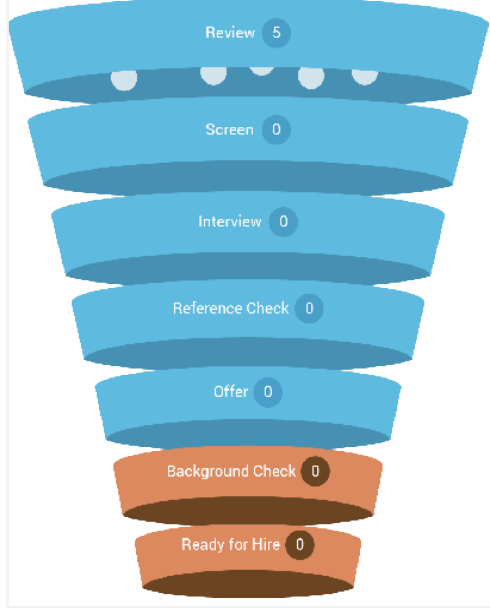 Review 5
Screen 0
Interview 0
Reference Check 0
Offer 0
Background Check 0
Ready for Hire 0